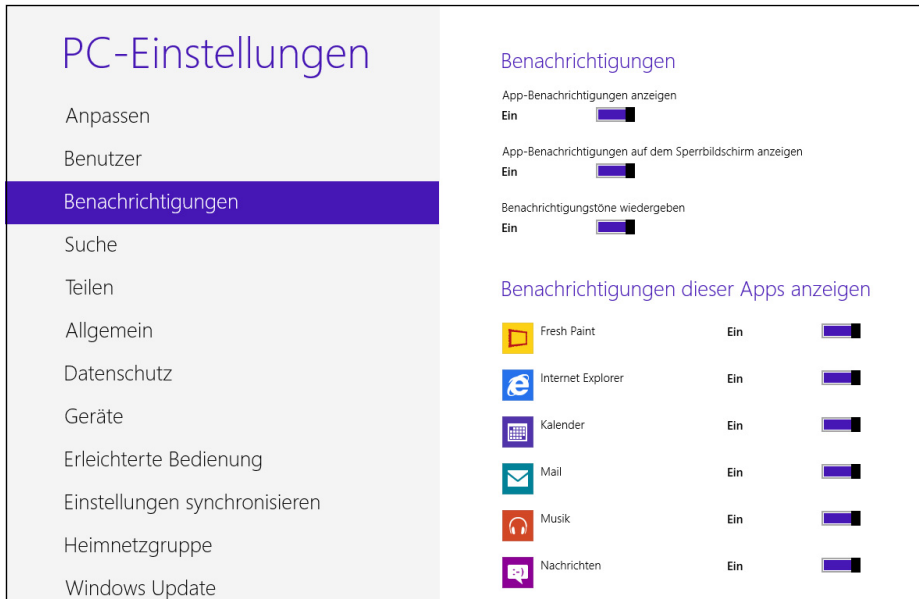 PC-Einstellungen
Anpassen
Benutzer
Benachrichtigungen
Suche
Teilen
Allgemein
Datenschutz
Geräte
Erleichterte Bedienung
Einstellungen synchronisieren
Heimnetzgruppe
Windows Update
Benachrichtigungen
App-Benachrichtigungen anzeigen
Ein
App-Benachrichtigungen auf dem Sperrbildschirm anzeigen
Ein
Benachrichtigungstöne wiedergeben
Ein
Benachrichtigungen dieser Apps anzeigen
Fresh Paint Ein
Internet Explorer Ein
Kalender Ein
Mail Ein
Musik Ein
Nachrichten Ein